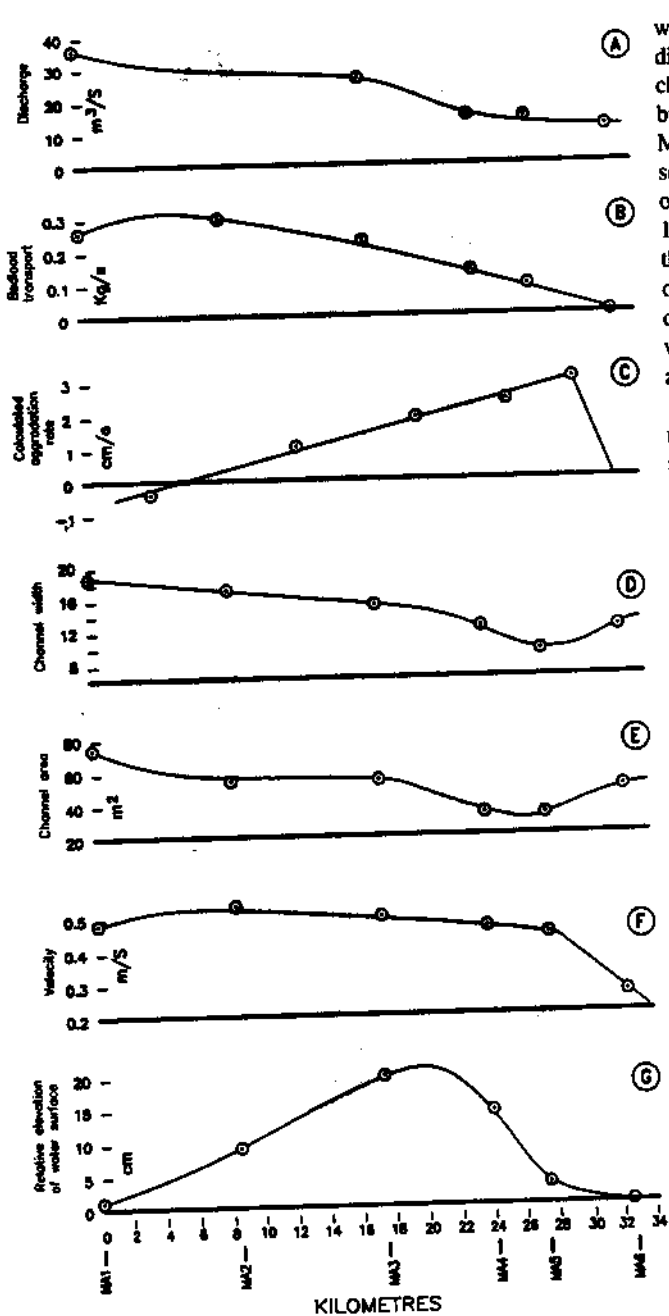 A
40
30
20
10
0
Discharge
m³/S
B
0.3
0.2
0.1
0
Bedload
transport
Kg/s
C
3
2
1
0
-1
Calculated
aggradation
rate
cm/a
D
20
16
12
8
Channel width
E
80
60
40
20
Channel area
m²
F
0.5
0.4
0.3
0.2
Velocity
m/S
G
20
15
10
5
0
Relative elevation
of water surface
cm
0 2 4 6 8 10 12 14 16 18 20 22 24 26 28 30 32 34
MA1 MA2 MA3 MA4 MA5 MA6
KILOMETRES